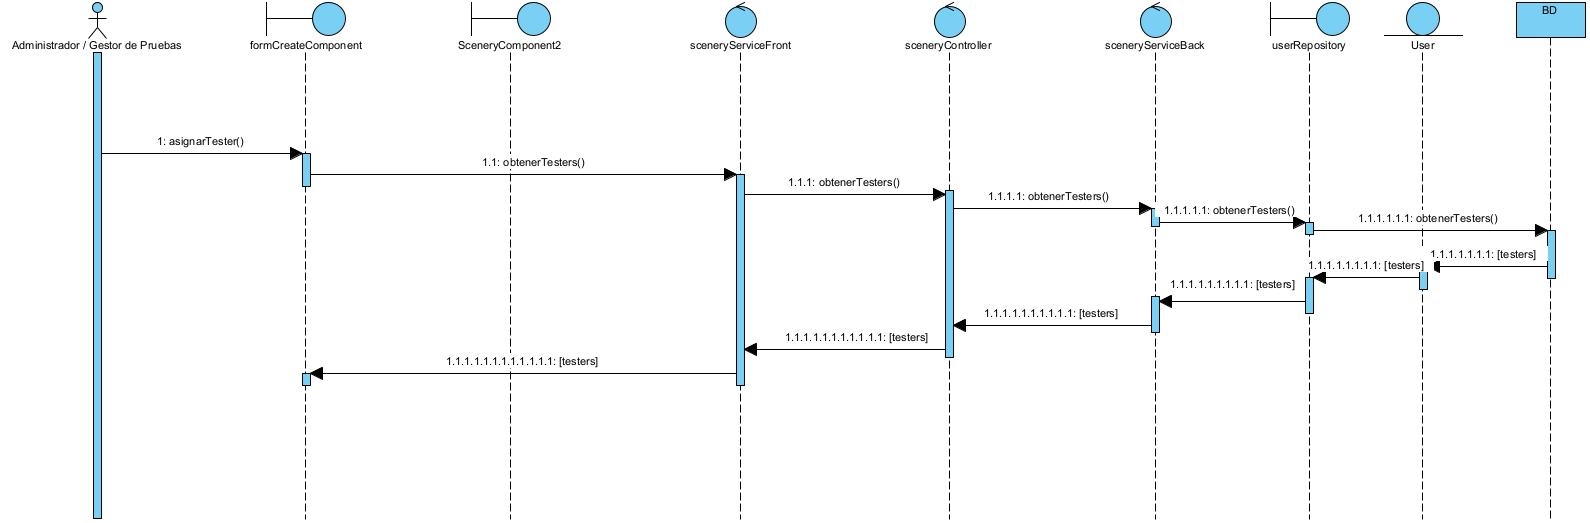 BD
Administrador / Gestor de Pruebas
formCreateComponent
SceneryComponent2
sceneryServiceFront
sceneryController
sceneryServiceBack
userRepository
User
1: asignarTester()
1.1: obtenerTesters()
1.1.1: obtenerTesters()
1.1.1.1: obtenerTesters()
1.1.1.1.1: obtenerTesters()
1.1.1.1.1.1: obtenerTesters()
1.1.1.1.1.1.1: [testers]
1.1.1.1.1.1.1.1: [testers]
1.1.1.1.1.1.1.1.1: [testers]
1.1.1.1.1.1.1.1.1.1: [testers]
1.1.1.1.1.1.1.1.1.1.1: [testers]
1.1.1.1.1.1.1.1.1.1.1.1: [testers]